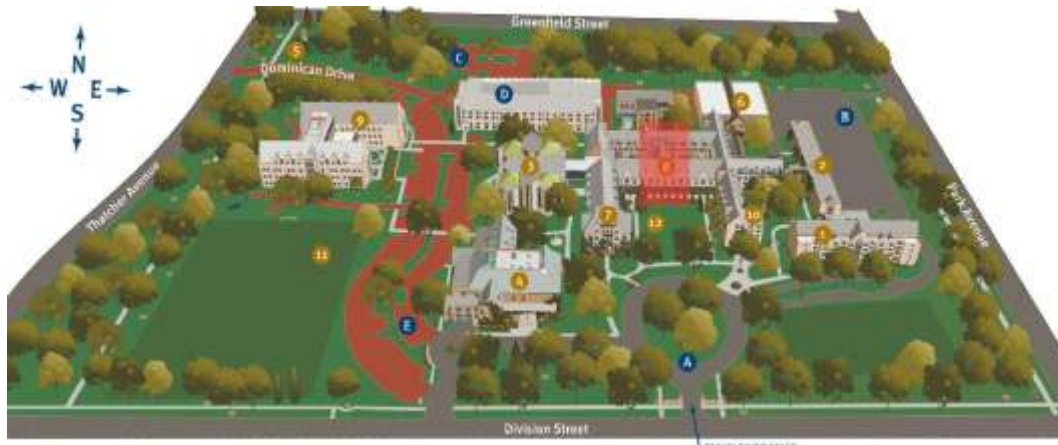 Greenfield Street
N
W E
S
5
C
Dominican Drive
D
6
B
9
3
2
Thatcher Avenue
Park Avenue
7
12
10
1
11
4
E
A
Division Street